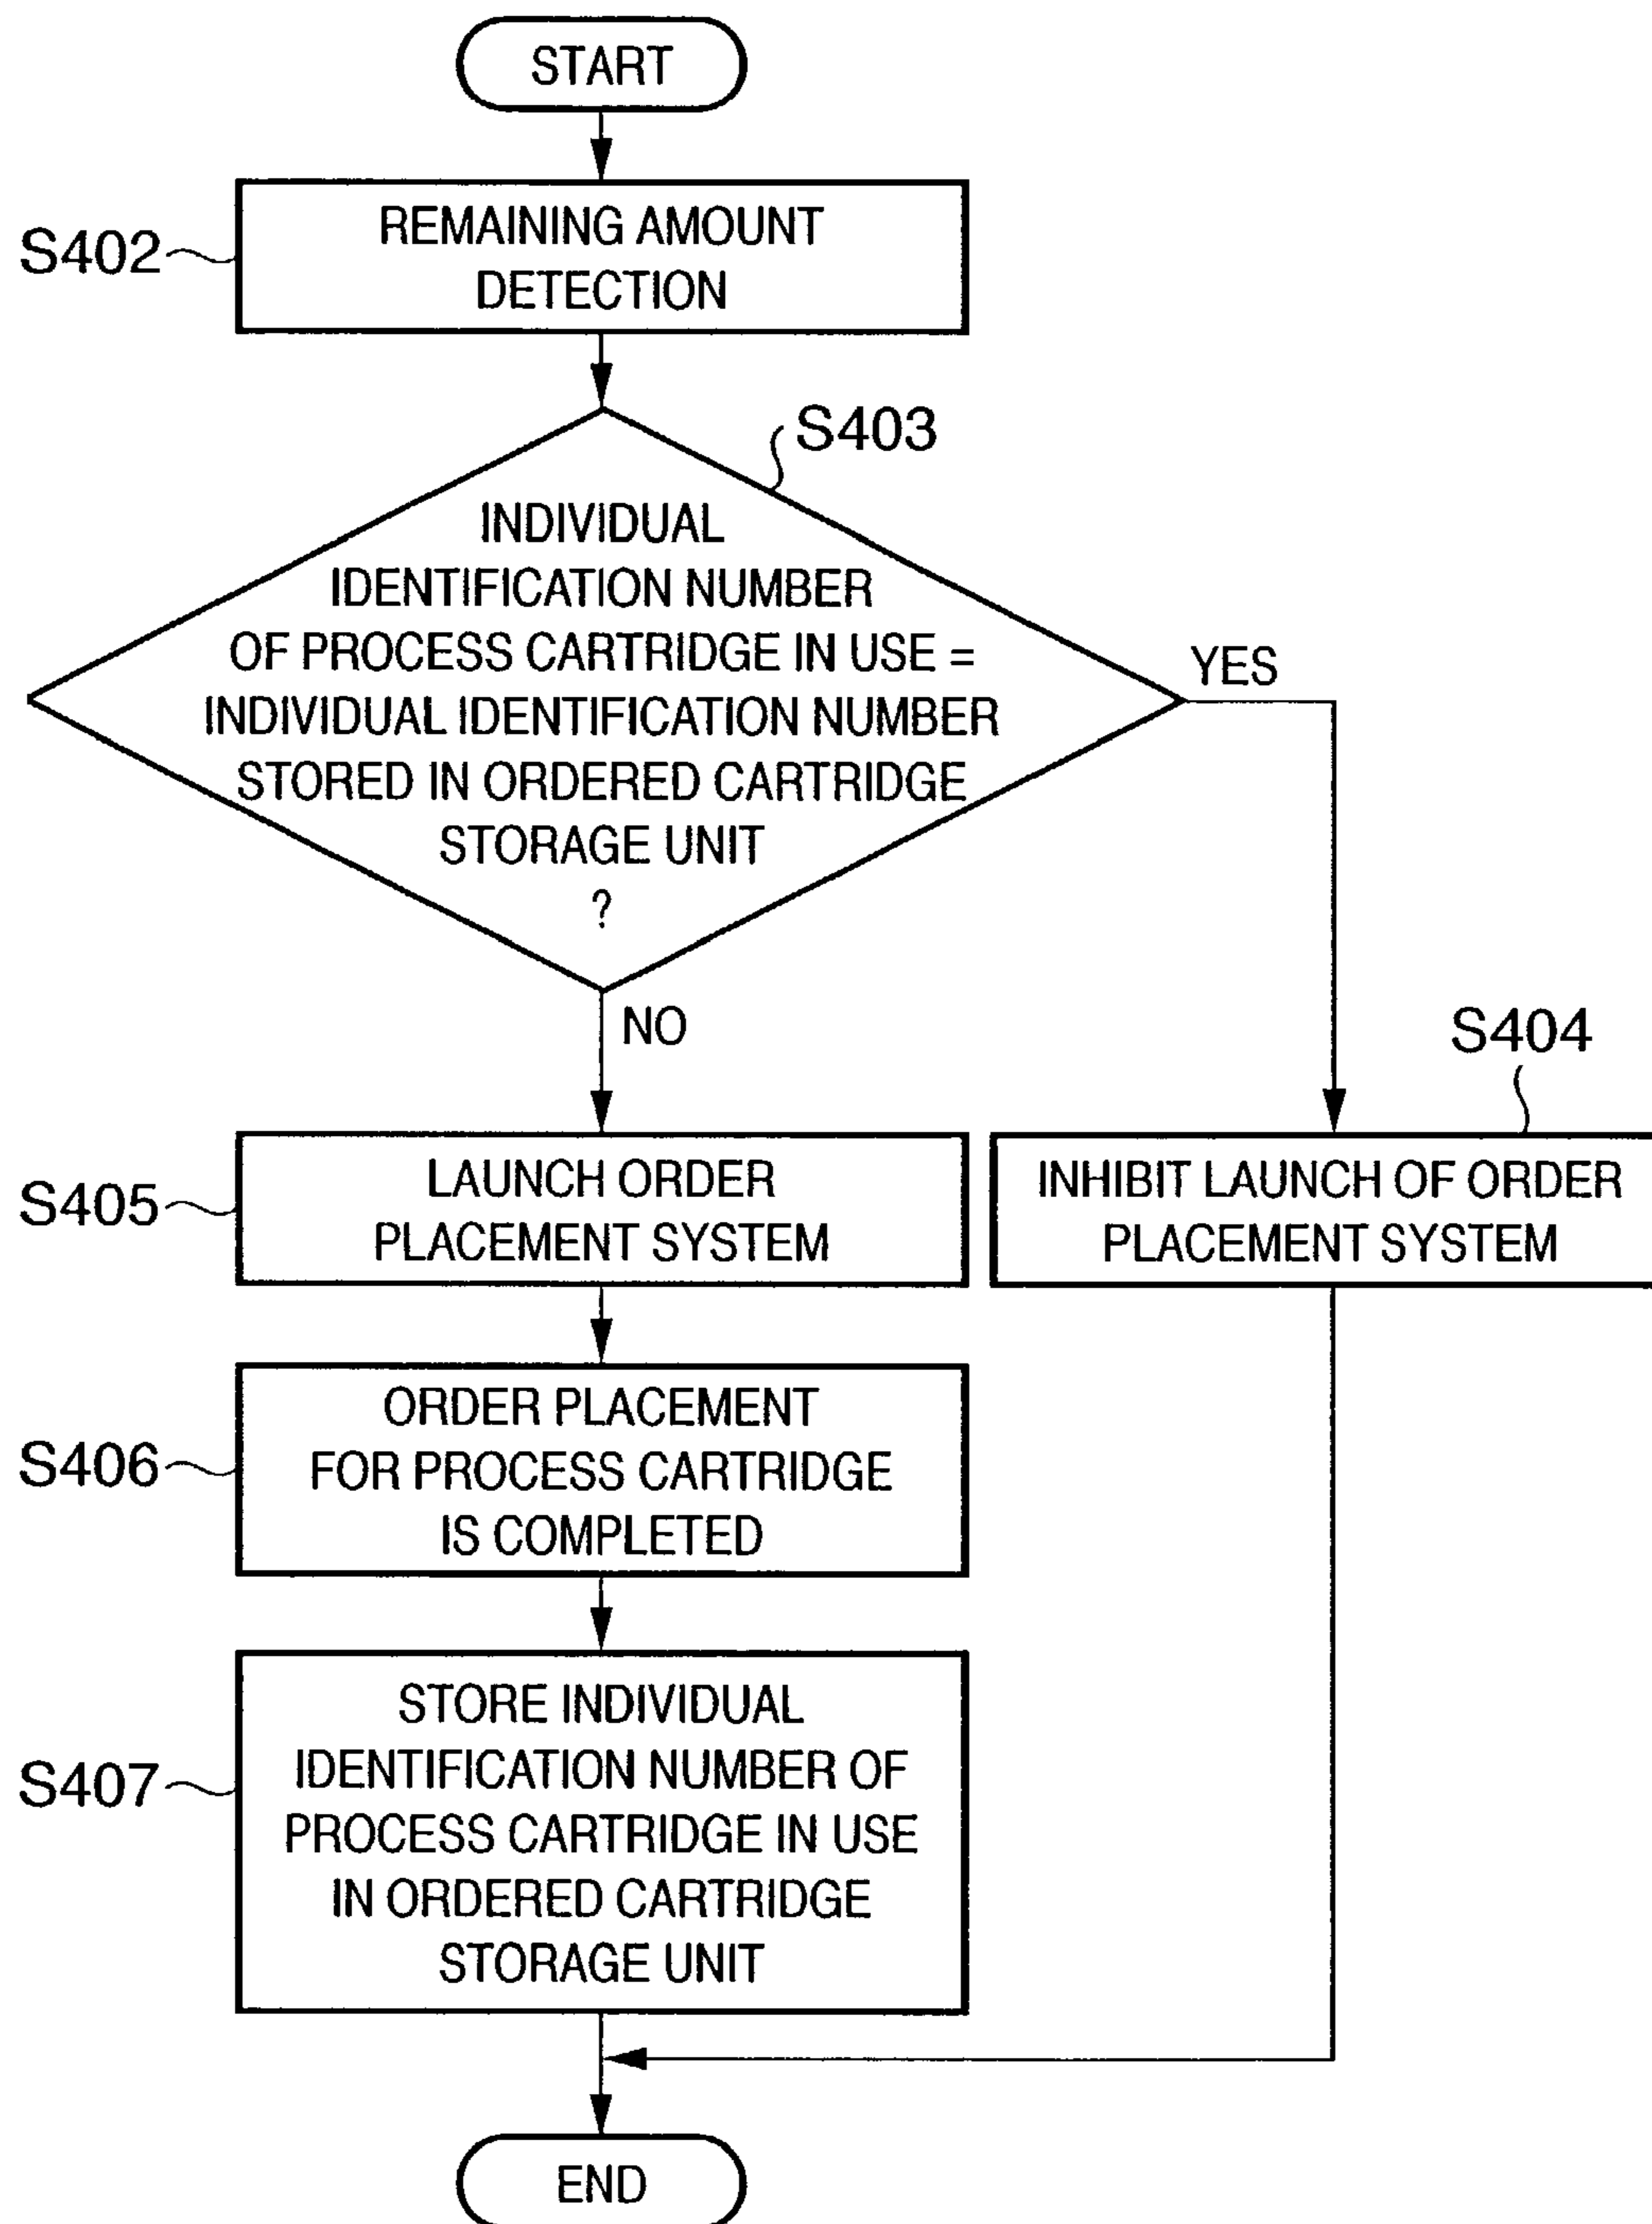 START
S402
REMAINING AMOUNT
DETECTION
S403
INDIVIDUAL
IDENTIFICATION NUMBER
OF PROCESS CARTRIDGE IN USE =
INDIVIDUAL IDENTIFICATION NUMBER
STORED IN ORDERED CARTRIDGE
STORAGE UNIT
?
YES
NO
S404
S405
LAUNCH ORDER
PLACEMENT SYSTEM
INHIBIT LAUNCH OF ORDER
PLACEMENT SYSTEM
S406
ORDER PLACEMENT
FOR PROCESS CARTRIDGE
IS COMPLETED
S407
STORE INDIVIDUAL
IDENTIFICATION NUMBER OF
PROCESS CARTRIDGE IN USE
IN ORDERED CARTRIDGE
STORAGE UNIT
END